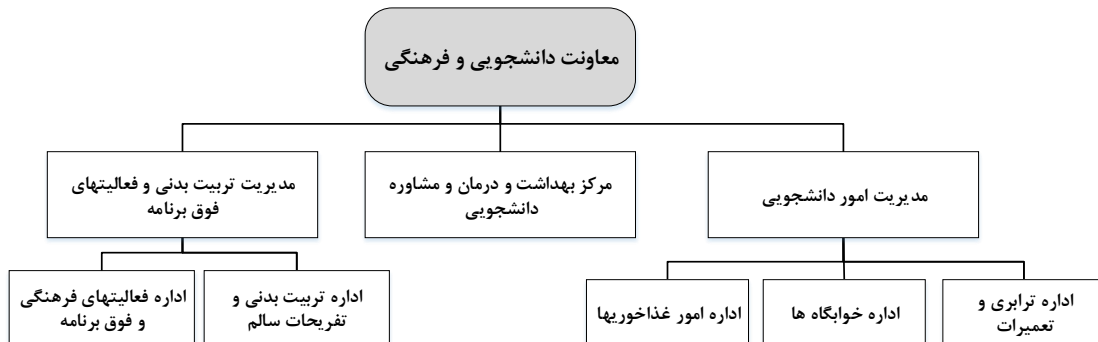 معاونت دانشجویی و فرهنگی
مدیریت امور دانشجویی
مرکز بهداشت و درمان و مشاوره
دانشجویی
مدیریت تربیت بدنی و فعالیتهای
فوق برنامه
اداره ترابری و
تعمیرات
اداره خوابگاه ها
اداره امور غذاخوریها
اداره تربیت بدنی و
تفریحات سالم
اداره فعالیتهای فرهنگی
و فوق برنامه